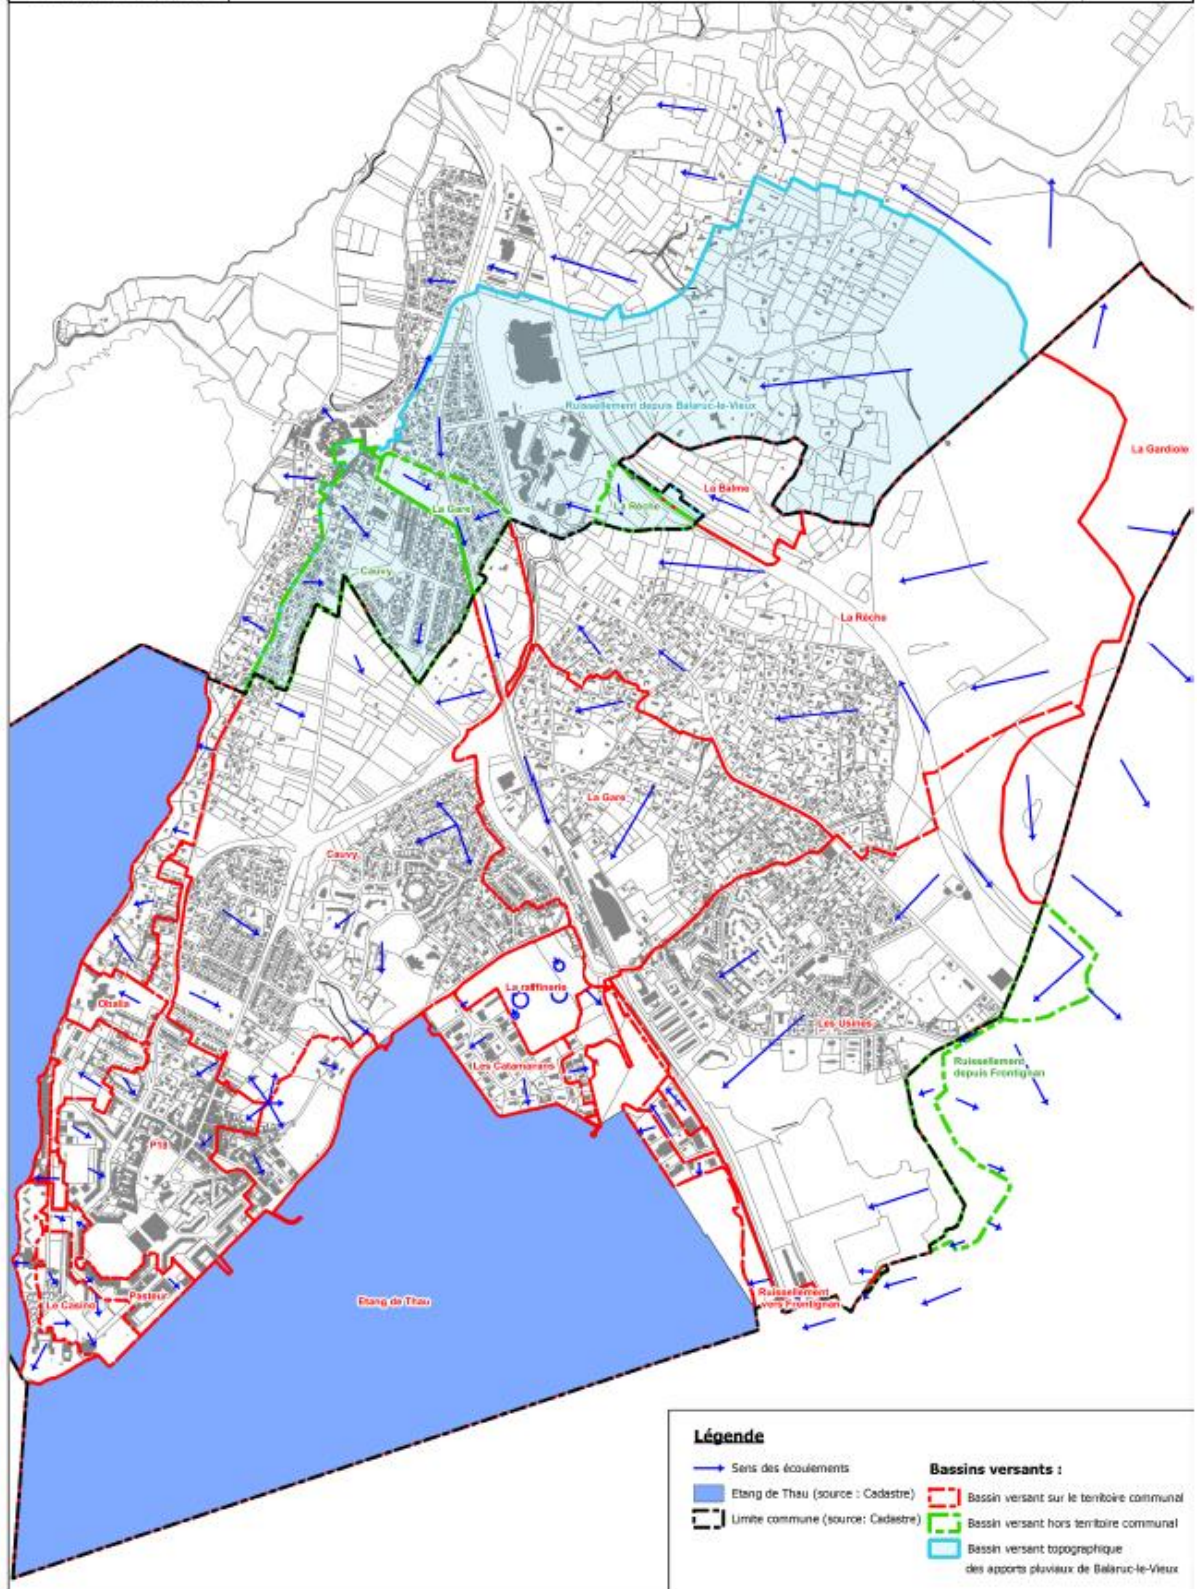 Ruissellement depuis Balaruc-le-Vieux
La Gardiole
La Balme
La Gare
La Rèche
Cauvy
La Rèche
La Gare
Cauvy
La raffinerie
Oballa
Les Usines
Les Catamarans
Ruissellement
depuis Frontignan
P18
Le Casino
Pasteur
Etang de Thau
Ruissellement
vers Frontignan
Légende
Sens des écoulements
Etang de Thau (source : Cadastre)
Limite commune (source: Cadastre)
Bassins versants :
Bassin versant sur le territoire communal
Bassin versant hors territoire communal
Bassin versant topographique
des apports pluviaux de Balaruc-le-Vieux